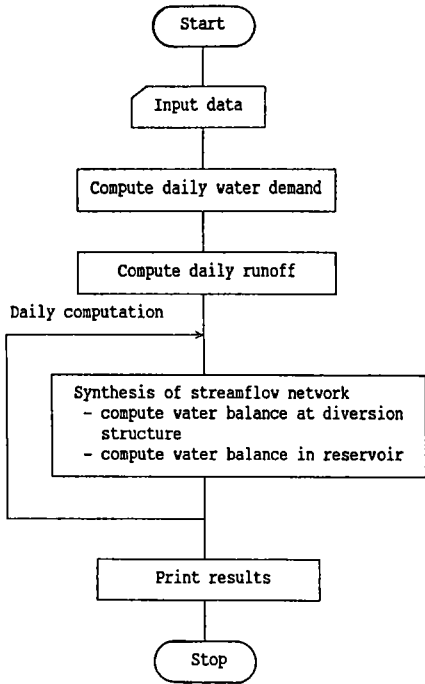 Start
Input data
Compute daily water demand
Compute daily runoff
Daily computation
Synthesis of streamflov network
- compute water balance at diversion
structure
- compute water balance in reservoir
Print results
Stop